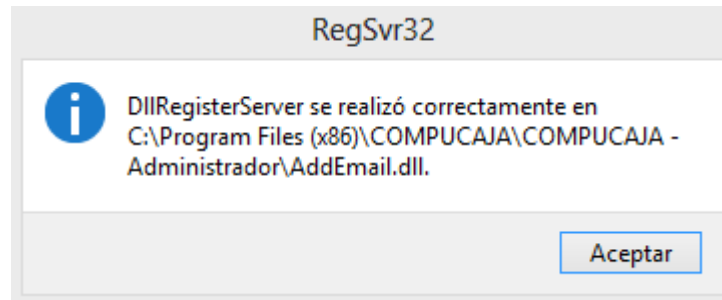 RegSvr32
DllRegisterServer se realizó correctamente en
C:\Program Files (x86)\COMPUCAJA\COMPUCAJA -
Administrador\AddEmail.dll.
Aceptar